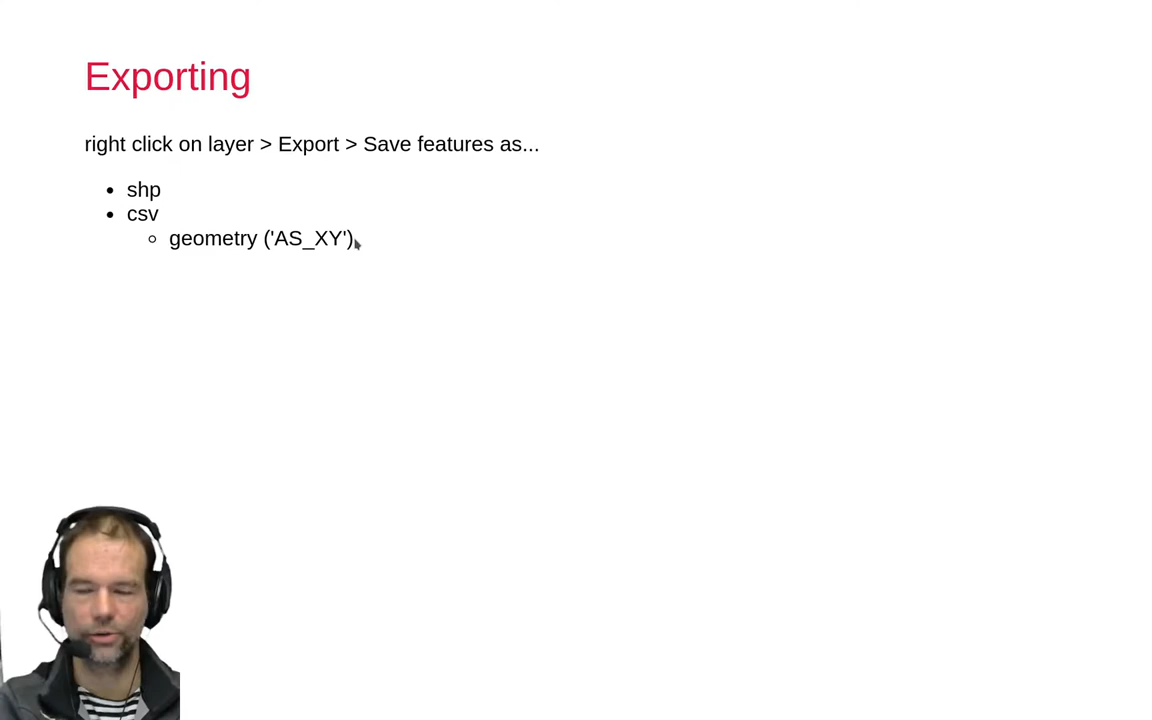 Exporting
right click on layer > Export > Save features as...
shp
csv
geometry ('AS_XY')